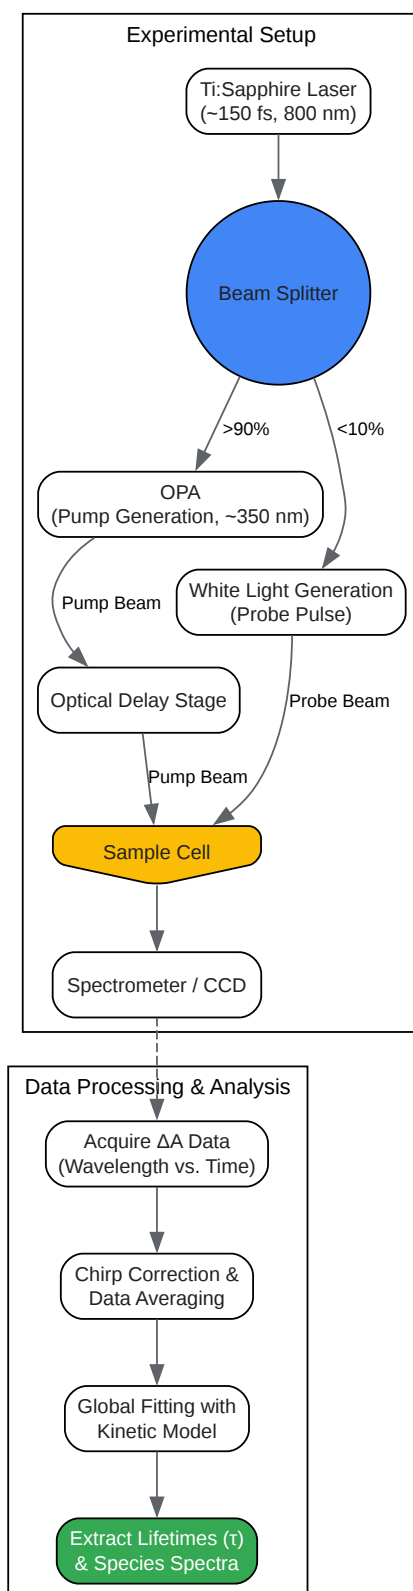 Experimental Setup
Ti:Sapphire Laser
(~150 fs, 800 nm)
Beam Splitter
>90%
<10%
OPA
(Pump Generation, ~350 nm)
White Light Generation
(Probe Pulse)
Pump Beam
Optical Delay Stage
Probe Beam
Pump Beam
Sample Cell
Spectrometer / CCD
Data Processing & Analysis
Acquire ΔA Data
(Wavelength vs. Time)
Chirp Correction &
Data Averaging
Global Fitting with
Kinetic Model
Extract Lifetimes (τ)
& Species Spectra